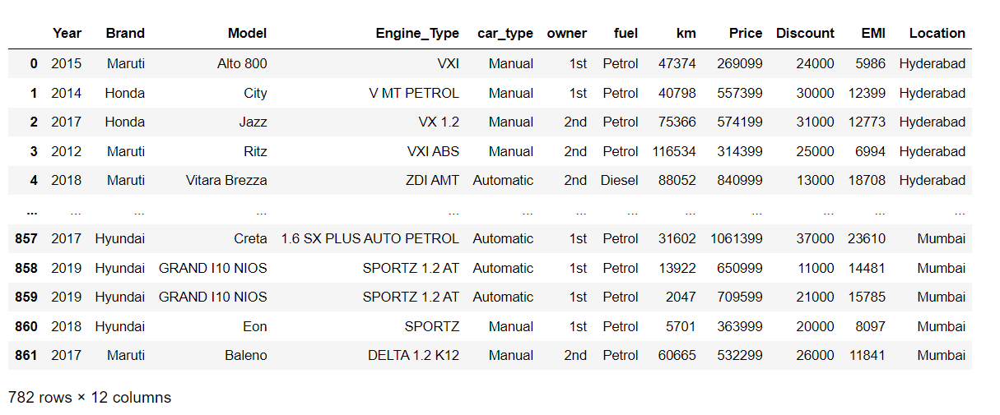 Year Brand Model Engine_Type car_type owner fuel km Price Discount EMI Location
0 2015 Maruti Alto 800 VXI Manual 1st Petrol 47374 269099 24000 5986 Hyderabad
1 2014 Honda City V MT PETROL Manual 1st Petrol 40798 557399 30000 12399 Hyderabad
2 2017 Honda Jazz VX 1.2 Manual 2nd Petrol 75366 574199 31000 12773 Hyderabad
3 2012 Maruti Ritz VXI ABS Manual 2nd Petrol 116534 314399 25000 6994 Hyderabad
4 2018 Maruti Vitara Brezza ZDI AMT Automatic 2nd Diesel 88052 840999 13000 18708 Hyderabad
... ... ... ... ... ... ... ... ... ... ... ... ...
857 2017 Hyundai Creta 1.6 SX PLUS AUTO PETROL Automatic 1st Petrol 31602 1061399 37000 23610 Mumbai
858 2019 Hyundai GRAND I10 NIOS SPORTZ 1.2 AT Automatic 1st Petrol 13922 650999 11000 14481 Mumbai
859 2019 Hyundai GRAND I10 NIOS SPORTZ 1.2 AT Automatic 1st Petrol 2047 709599 21000 15785 Mumbai
860 2018 Hyundai Eon SPORTZ Manual 1st Petrol 5701 363999 20000 8097 Mumbai
861 2017 Maruti Baleno DELTA 1.2 K12 Manual 2nd Petrol 60665 532299 26000 11841 Mumbai
782 rows × 12 columns